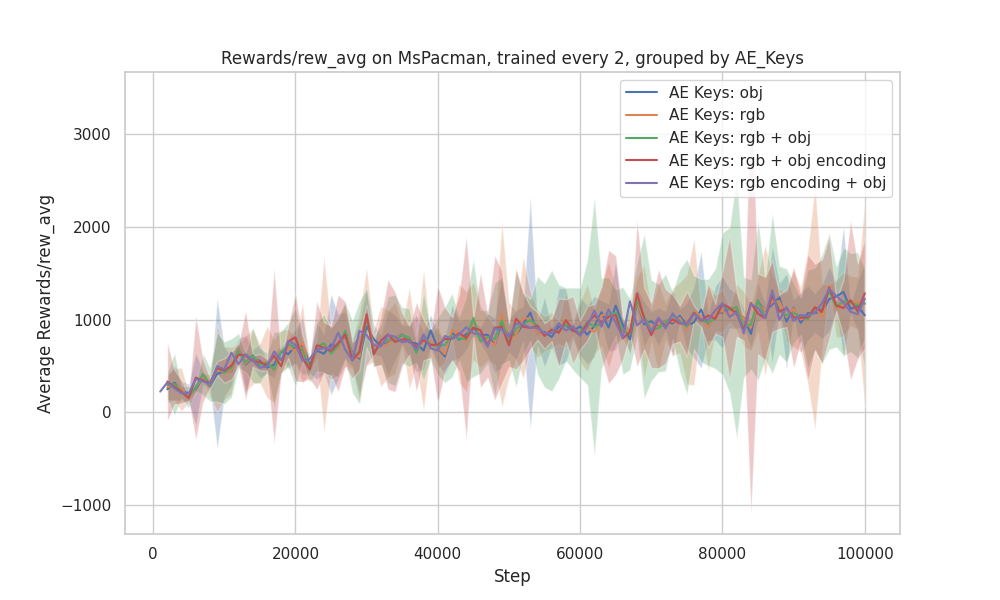 Rewards/rew_avg on MsPacman, trained every 2, grouped by AE_Keys
AE Keys: obj
AE Keys: rgb
AE Keys: rgb + obj
AE Keys: rgb + obj encoding
AE Keys: rgb encoding + obj
Average Rewards/rew_avg
3000
2000
1000
0
−1000
0
20000
40000
60000
80000
100000
Step